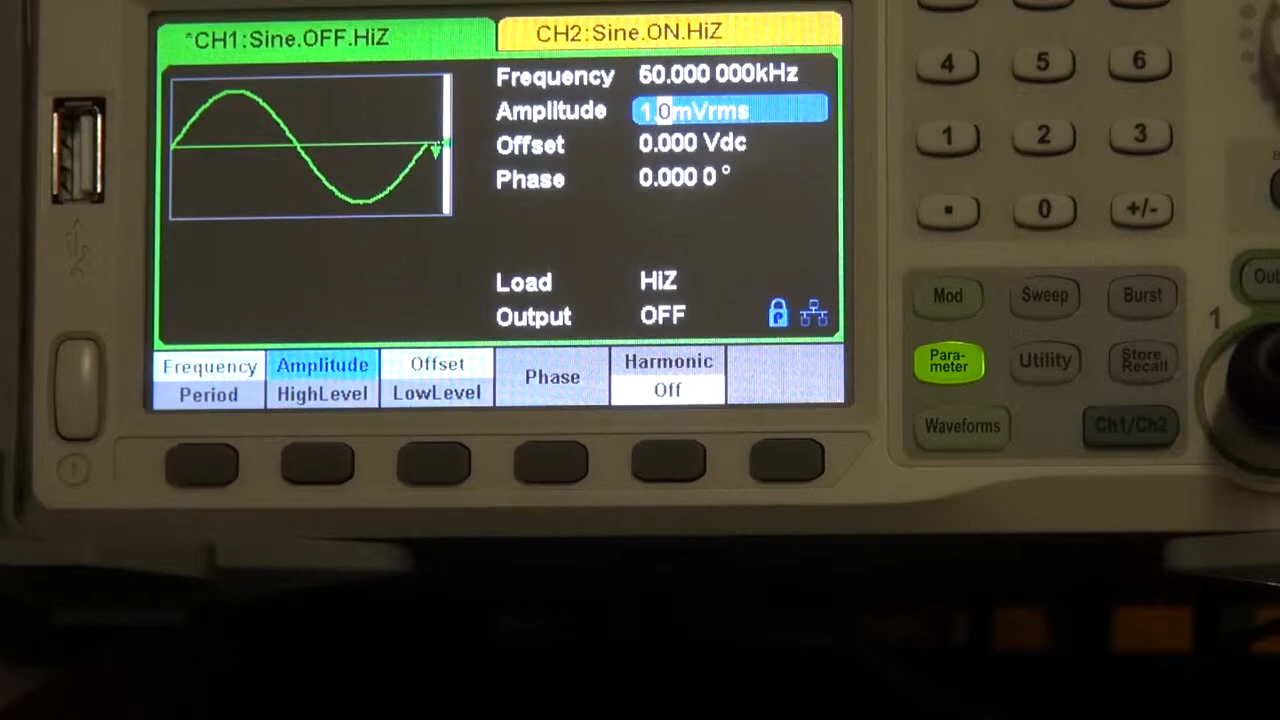 *CH1:Sine.OFF.HiZ
CH2:Sine.ON.HiZ
Frequency 50.000 000kHz
Amplitude 1.0mVrms
Offset 0.000 Vdc
Phase 0.000 0 °
Load HiZ
Output OFF
Frequency
Period
Amplitude
HighLevel
Offset
LowLevel
Phase
Harmonic
Off
4 5 6
1 2 3
. 0 +/-
Mod Sweep Burst
Para-
meter
Utility
Store
Recall
Waveforms Ch1/Ch2
1